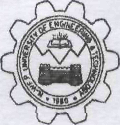 N.W.F.P. UNIVERSITY OF ENGINEERING & TECHNOLOGY
1980